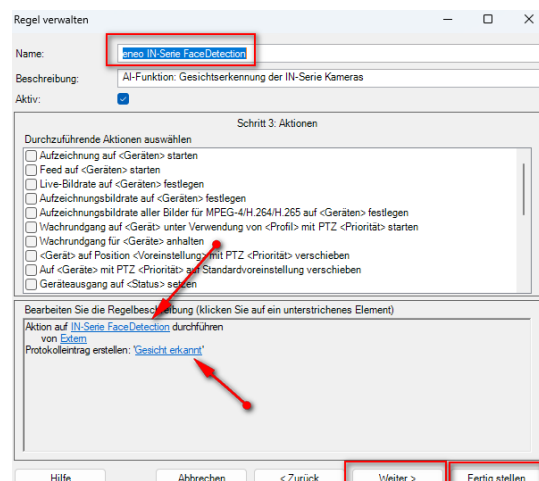 Regel verwalten
Name: eneo IN-Serie FaceDetection
Beschreibung: AI-Funktion: Gesichtserkennung der IN-Serie Kameras
Aktiv:
Schritt 3: Aktionen
Durchzuführende Aktionen auswählen
Aufzeichnung auf <Geräten> starten
Feed auf <Geräten> starten
Live-Bildrate auf <Geräten> festlegen
Aufzeichnungsbildrate auf <Geräten> festlegen
Aufzeichnungsbildrate aller Bilder für MPEG-4/H.264/H.265 auf <Geräten> festlegen
Wachrundgang auf <Gerät> unter Verwendung von <Profil> mit PTZ <Priorität> starten
Wachrundgang für <Geräte> anhalten
<Gerät> auf Position <Voreinstellung> mit PTZ <Priorität> verschieben
Auf <Geräte> mit PTZ <Priorität> auf Standardvoreinstellung verschieben
Geräteausgang auf <Status> setzen
Bearbeiten Sie die Regelbeschreibung (klicken Sie auf ein unterstrichenes Element)
Aktion auf IN-Serie FaceDetection durchführen
von Extern
Protokolleintrag erstellen: 'Gesicht erkannt'
Hilfe Abbrechen < Zurück Weiter > Fertig stellen